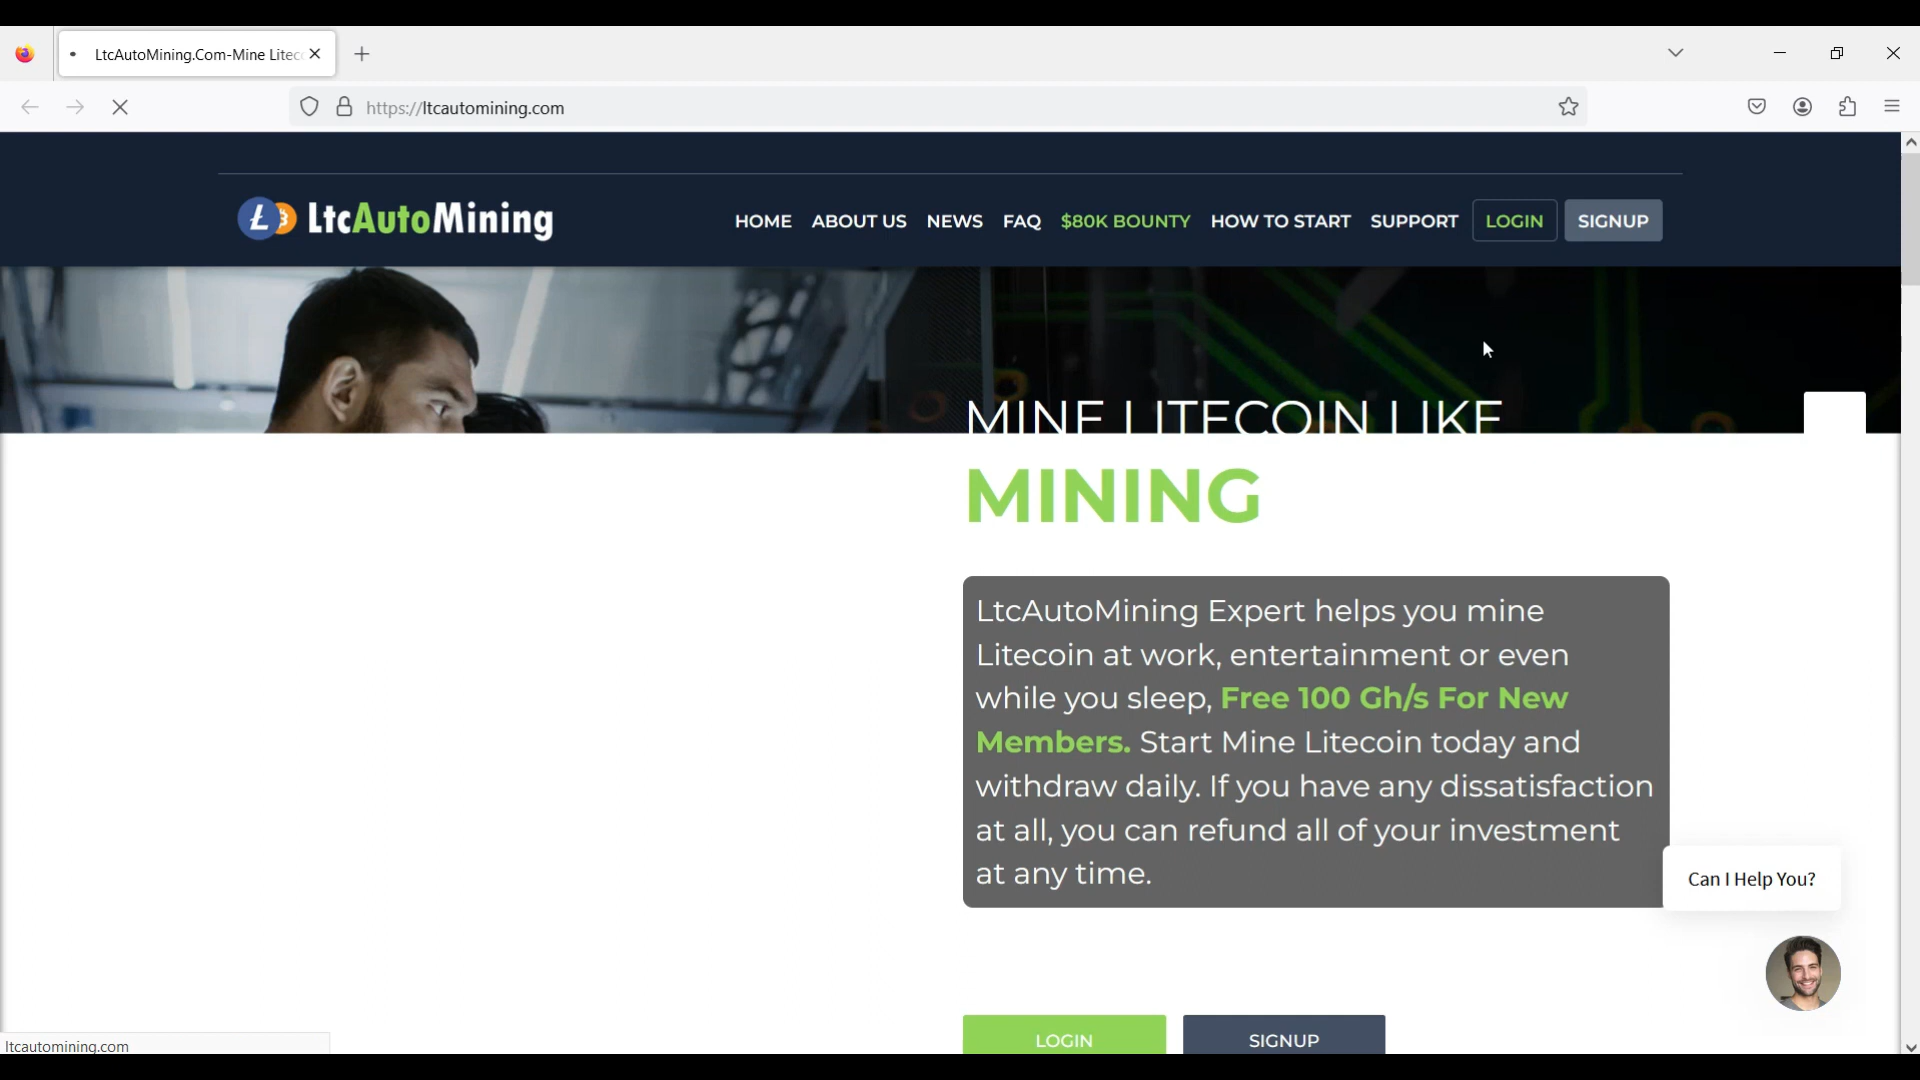 LtcAutoMining.Com-Mine Litec
https://ltcautomining.com
LtcAutoMining
HOME ABOUT US NEWS FAQ $80K BOUNTY HOW TO START SUPPORT LOGIN SIGNUP
MINE LITECOIN LIKE
MINING
LtcAutoMining Expert helps you mine
Litecoin at work, entertainment or even
while you sleep, Free 100 Gh/s For New
Members. Start Mine Litecoin today and
withdraw daily. If you have any dissatisfaction
at all, you can refund all of your investment
at any time.
Can I Help You?
LOGIN SIGNUP
ltcautomining.com